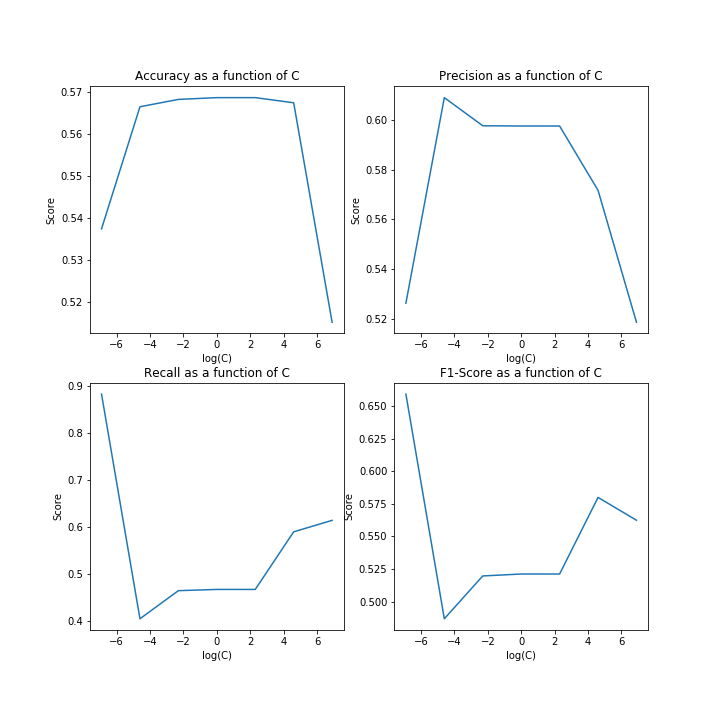 Accuracy as a function of C
Precision as a function of C
0.57
0.56
0.55
0.54
0.53
0.52
Score
0.60
0.58
0.56
0.54
0.52
Score
−6 −4 −2 0 2 4 6
−6 −4 −2 0 2 4 6
log(C)
log(C)
Recall as a function of C
F1-Score as a function of C
0.9
0.8
0.7
0.6
0.5
0.4
Score
0.650
0.625
0.600
0.575
0.550
0.525
0.500
Score
−6 −4 −2 0 2 4 6
−6 −4 −2 0 2 4 6
log(C)
log(C)